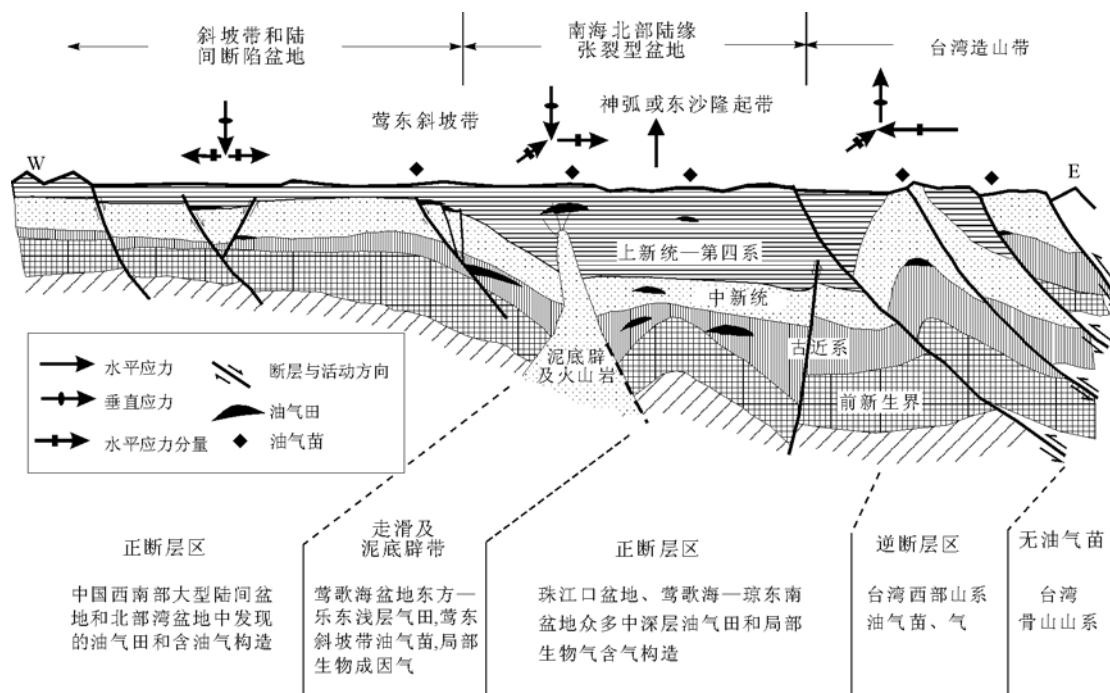 斜坡带和陆
间断陷盆地
南海北部陆缘
张裂型盆地
台湾造山带
莺东斜坡带
神弧或东沙隆起带
W
E
上新统—第四系
中新统
古近系
泥底辟
及火山岩
前新生界
水平应力
断层与活动方向
垂直应力
油气田
水平应力分量
油气苗
正断层区
走滑及
泥底辟带
正断层区
逆断层区
无油气苗
中国西南部大型陆间盆
地和北部湾盆地中发现
的油气田和含油气构造
莺歌海盆地东方—
乐东浅层气田,莺东
斜坡带油气苗,局部
生物成因气
珠江口盆地、莺歌海—琼东南
盆地众多中深层油气田和局部
生物气含气构造
台湾西部山系
油气苗、气
台湾
骨山山系